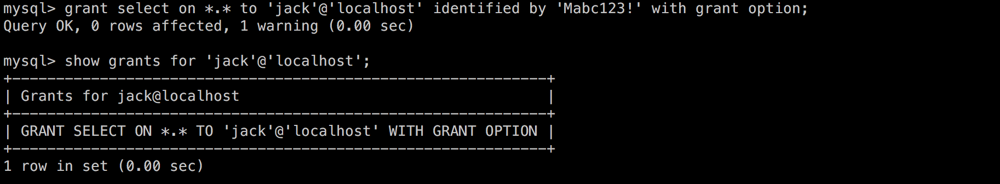 mysql> grant select on *.* to 'jack'@'localhost' identified by 'Mabc123!' with grant option;
Query OK, 0 rows affected, 1 warning (0.00 sec)
mysql> show grants for 'jack'@'localhost';
+-------------------------------------------------------------+
| Grants for jack@localhost                                   |
+-------------------------------------------------------------+
| GRANT SELECT ON *.* TO 'jack'@'localhost' WITH GRANT OPTION |
+-------------------------------------------------------------+
1 row in set (0.00 sec)